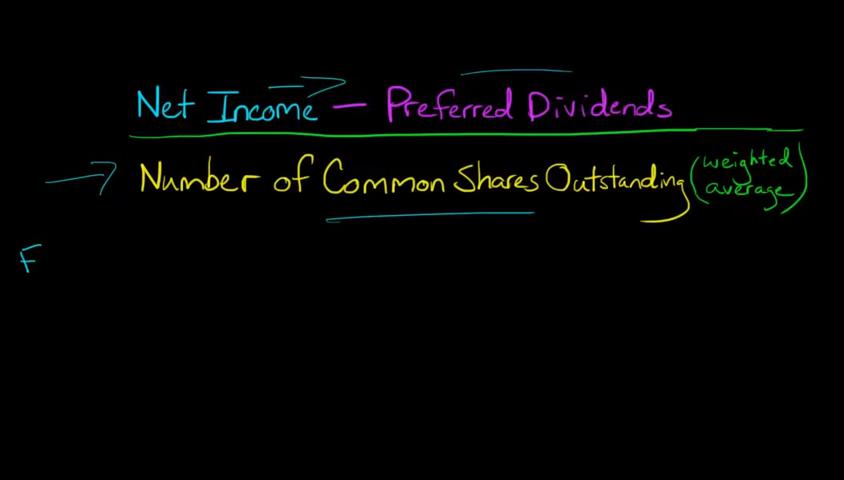 Net Income — Preferred Dividends
Number of Common Shares Outstanding (weighted average)
F